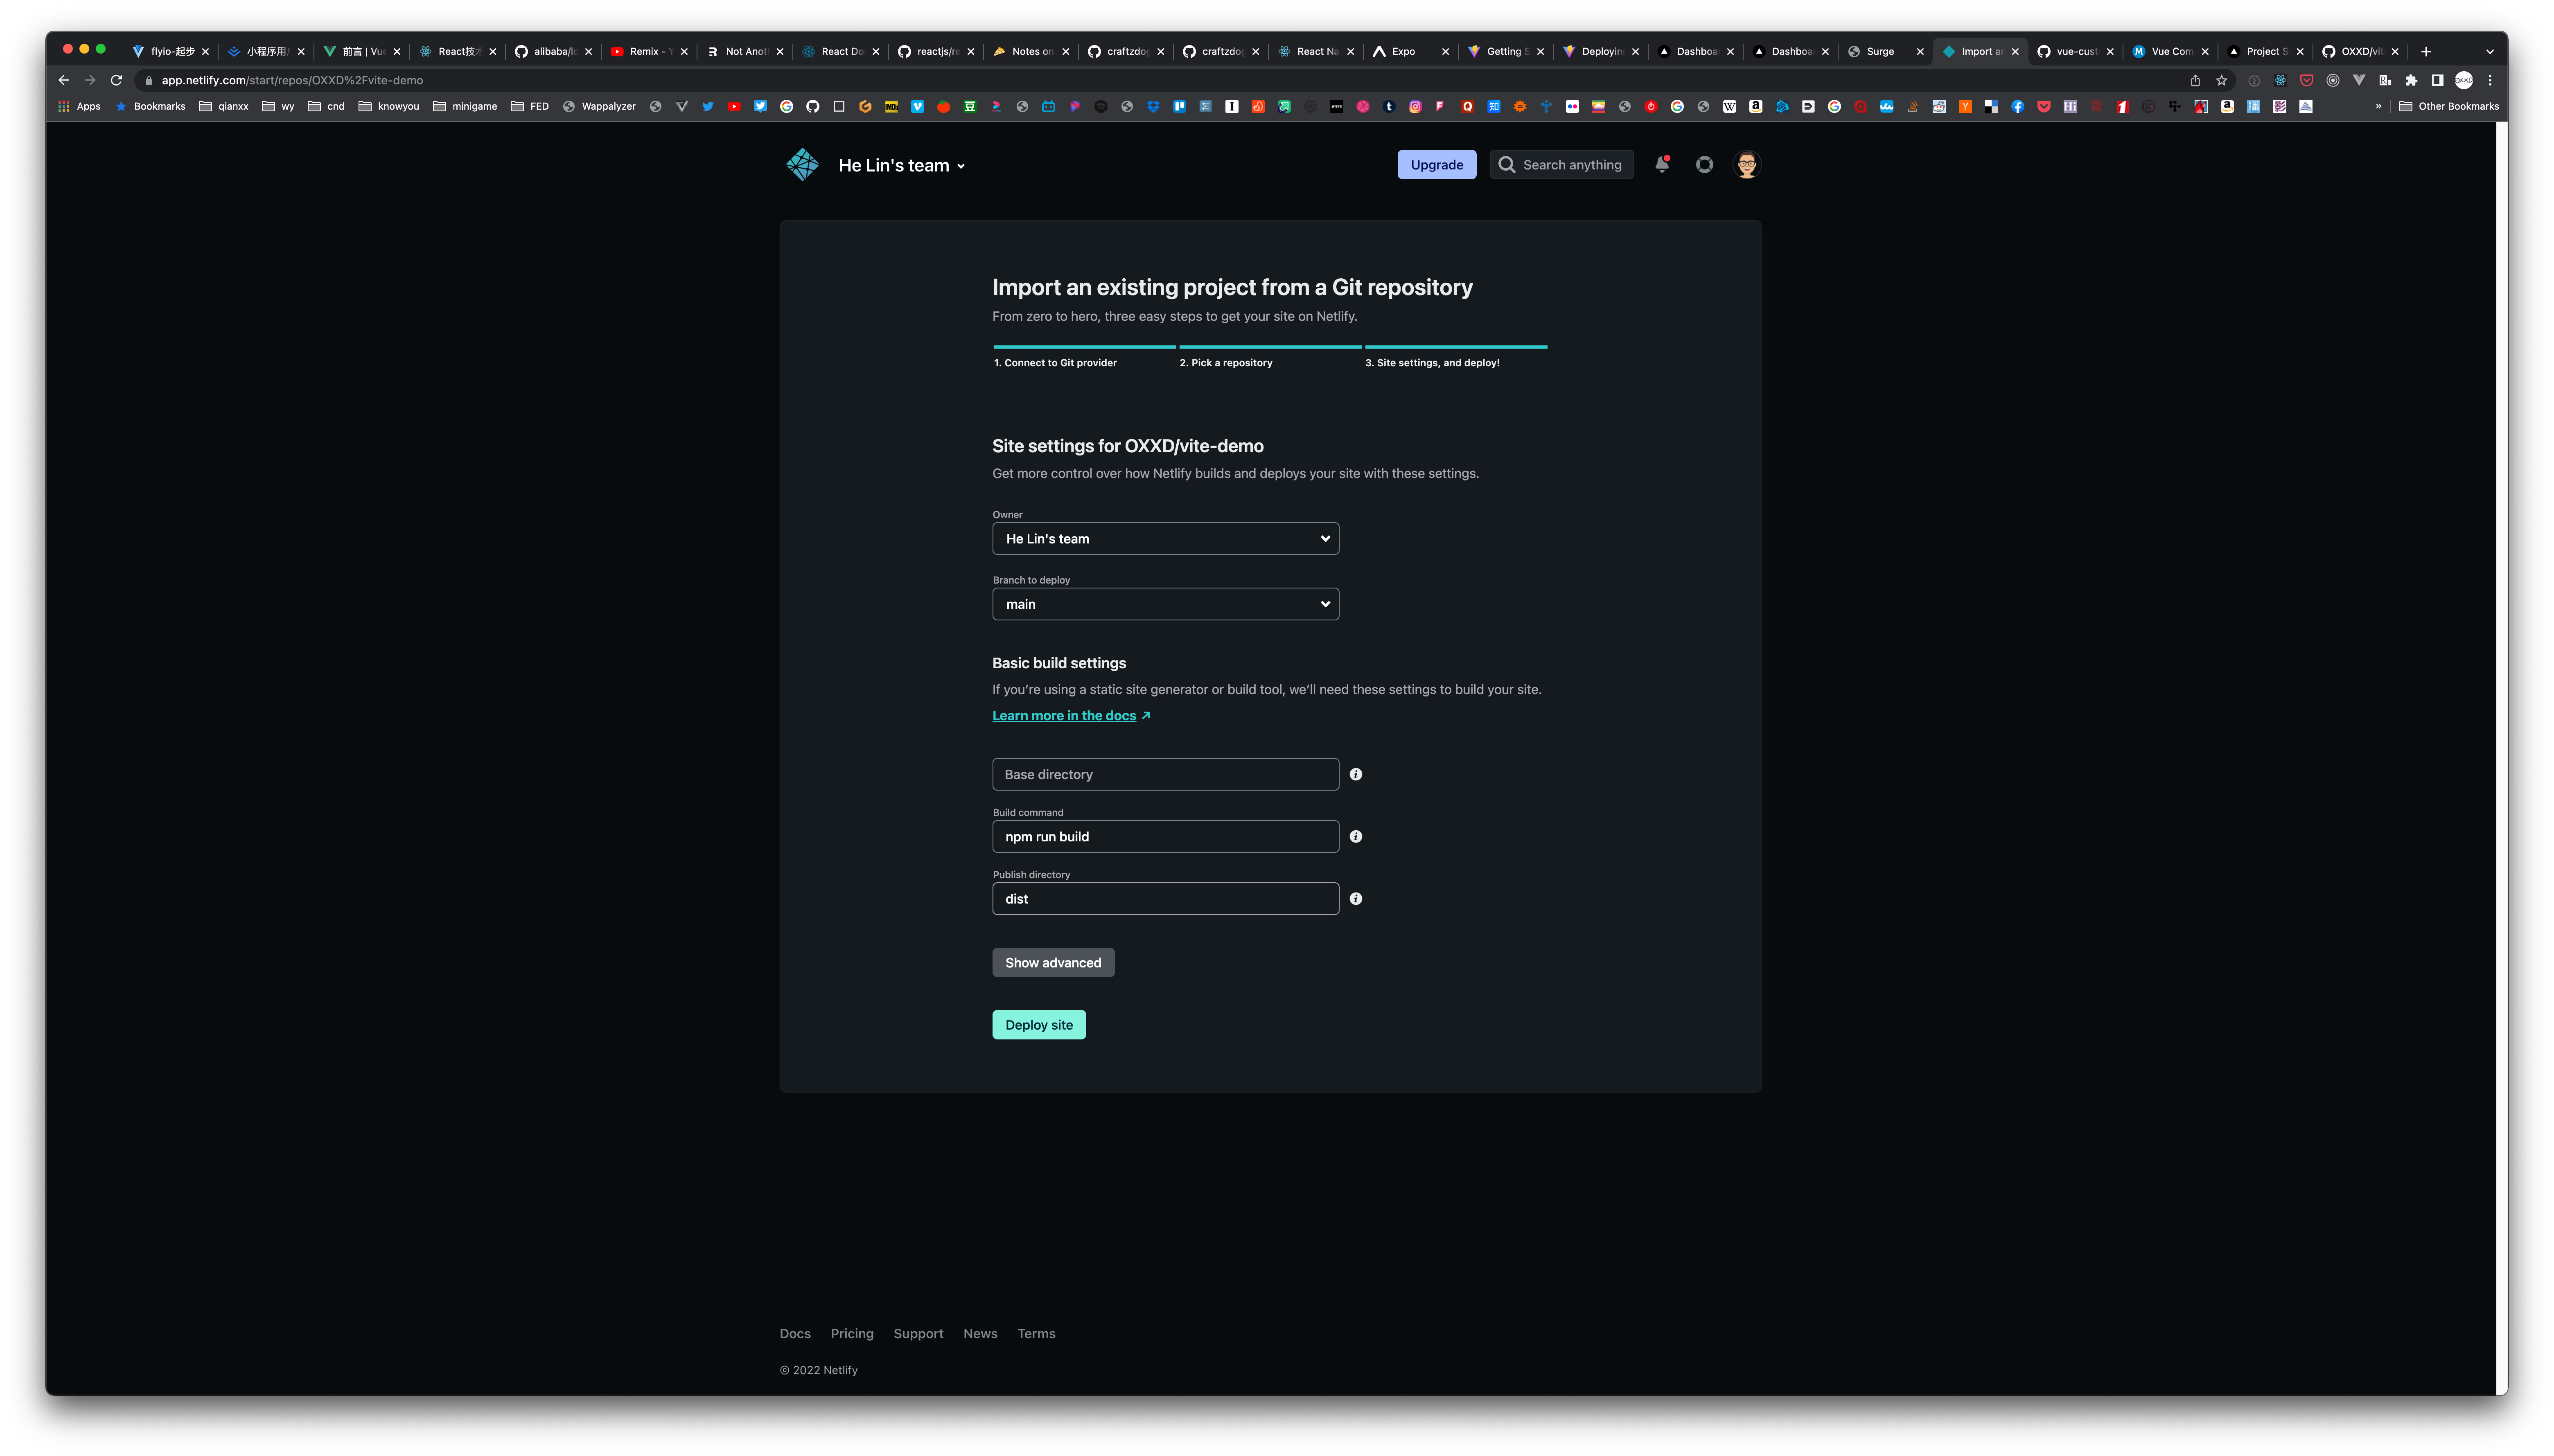 flyio-起步
小程序用
前言 | Vue
React技术
alibaba/lo
Remix - Y
Not Anot
React Do
reactjs/re
Notes on
craftzdog
craftzdog
React Na
Expo
Getting S
Deploying
Dashboa
Dashboa
Surge
Import ar
vue-cust
Vue Com
Project S
OXXD/vit
app.netlify.com/start/repos/OXXD%2Fvite-demo
Apps
Bookmarks
qianxx
wy
cnd
knowyou
minigame
FED
Wappalyzer
Other Bookmarks
He Lin's team
Upgrade
Search anything
Import an existing project from a Git repository
From zero to hero, three easy steps to get your site on Netlify.
1. Connect to Git provider
2. Pick a repository
3. Site settings, and deploy!
Site settings for OXXD/vite-demo
Get more control over how Netlify builds and deploys your site with these settings.
Owner
He Lin's team
Branch to deploy
main
Basic build settings
If you’re using a static site generator or build tool, we’ll need these settings to build your site.
Learn more in the docs
Base directory
Build command
npm run build
Publish directory
dist
Show advanced
Deploy site
Docs
Pricing
Support
News
Terms
© 2022 Netlify